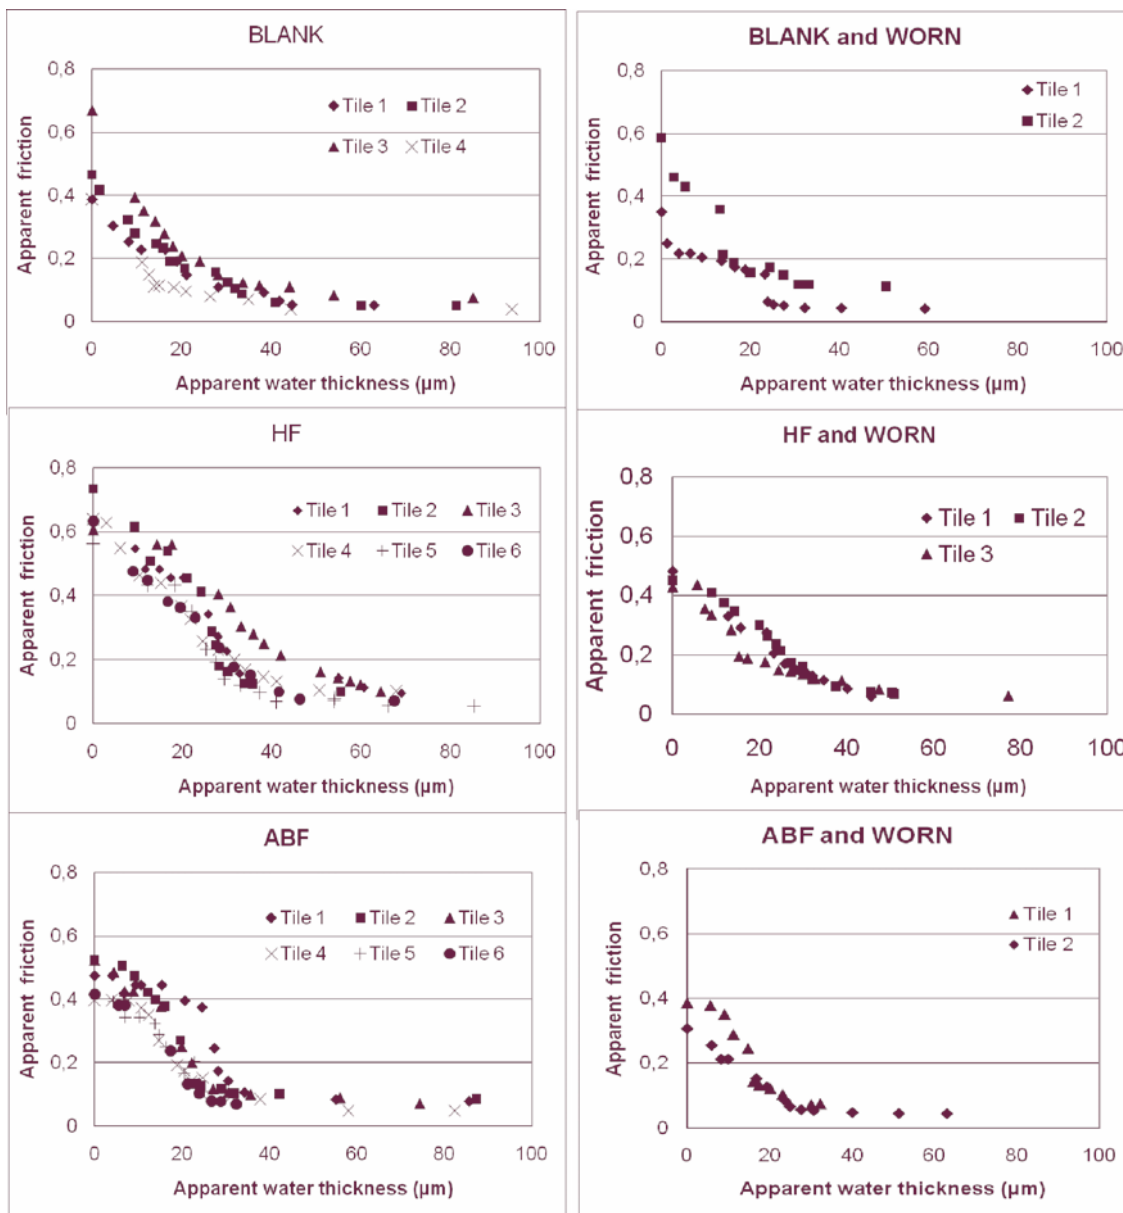 BLANK
0,8
0,6
0,4
0,2
0
Apparent friction
Tile 1 Tile 2
Tile 3 Tile 4
0 20 40 60 80 100
Apparent water thickness (µm)
BLANK and WORN
0,8
0,6
0,4
0,2
0
Apparent friction
Tile 1
Tile 2
0 20 40 60 80 100
Apparent water thickness (µm)
HF
0,8
0,6
0,4
0,2
0
Apparent friction
Tile 1 Tile 2 Tile 3
Tile 4 Tile 5 Tile 6
0 20 40 60 80 100
Apparent water thickness (µm)
HF and WORN
0,8
0,6
0,4
0,2
0
Apparent friction
Tile 1 Tile 2
Tile 3
0 20 40 60 80 100
Apparent water thickness (µm)
ABF
0,8
0,6
0,4
0,2
0
Apparent friction
Tile 1 Tile 2 Tile 3
Tile 4 Tile 5 Tile 6
0 20 40 60 80 100
Apparent water thickness (µm)
ABF and WORN
0,8
0,6
0,4
0,2
0
Apparent friction
Tile 1
Tile 2
0 20 40 60 80 100
Apparent water thickness (µm)